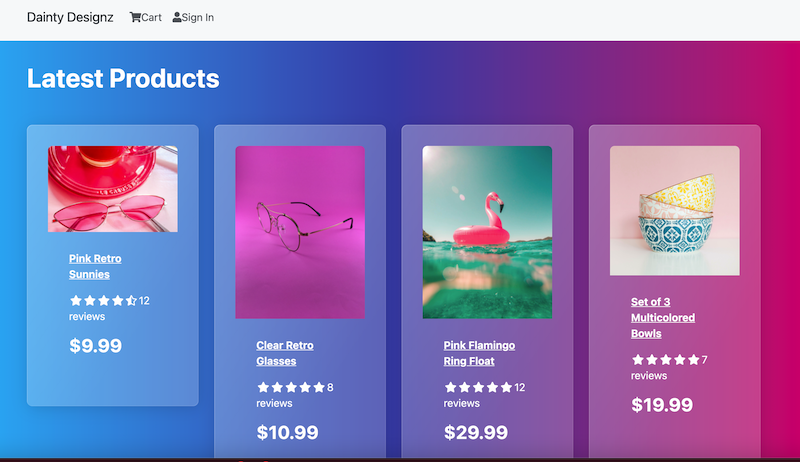 Dainty Designz Cart Sign In
Latest Products
Pink Retro
Sunnies
12
reviews
$9.99
Clear Retro
Glasses
8
reviews
$10.99
Pink Flamingo
Ring Float
12
reviews
$29.99
Set of 3
Multicolored
Bowls
7
reviews
$19.99